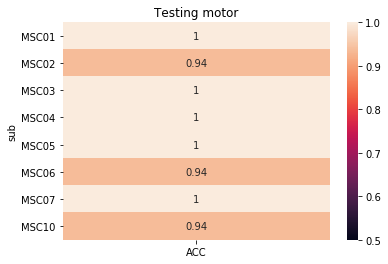 Testing motor
MSC01
1
MSC02
0.94
MSC03
1
MSC04
1
MSC05
1
MSC06
0.94
MSC07
1
MSC10
0.94
sub
ACC
1.0
0.9
0.8
0.7
0.6
0.5